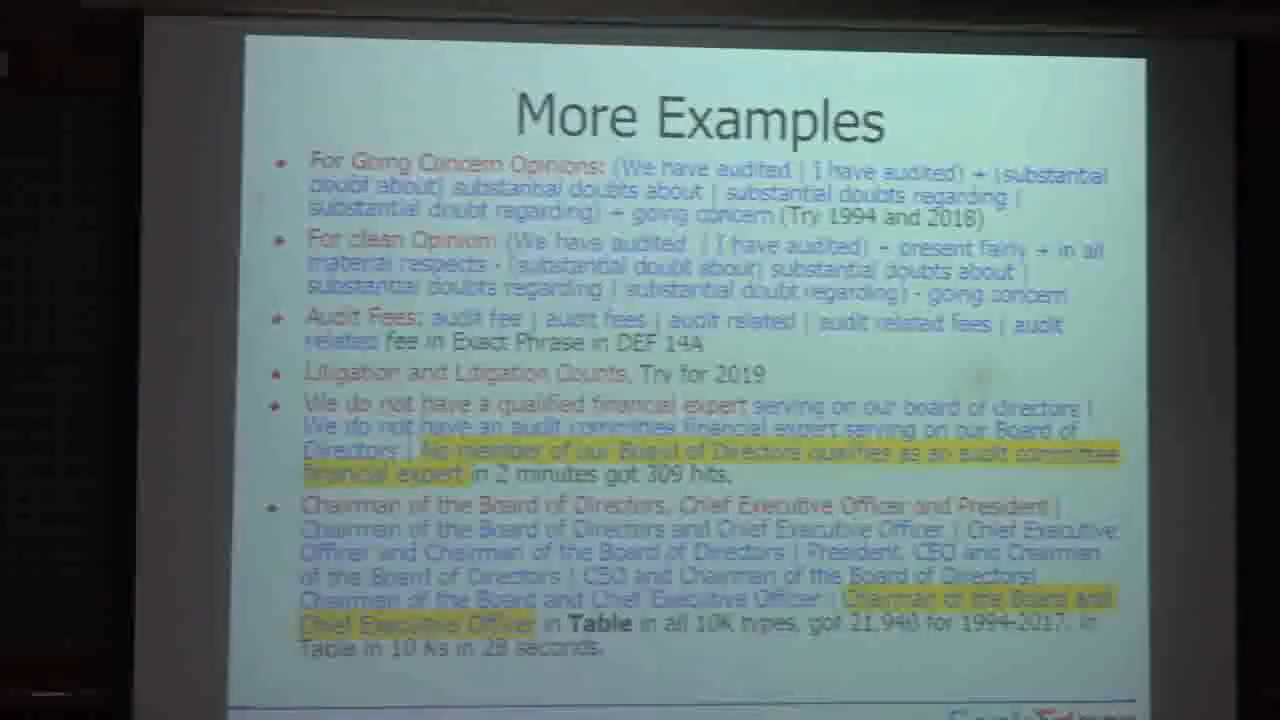 More Examples
• For Going Concern Opinions: (We have audited | I have audited) + (substantial
doubt about| substantial doubts about | substantial doubts regarding |
substantial doubt regarding) + going concern (Try 1994 and 2018)
• For clean Opinion (We have audited | I have audited) + present fairly + in all
material respects - (substantial doubt about| substantial doubts about |
substantial doubts regarding | substantial doubt regarding) - going concern
• Audit Fees: audit fee | audit fees | audit related | audit related fees | audit
related fee in Exact Phrase in DEF 14A
• Litigation and Litigation Counts. Try for 2019
• We do not have a qualified financial expert serving on our board of directors |
We do not have an audit committee financial expert serving on our Board of
Directors | No member of our Board of Directors qualifies as an audit committee
financial expert in 2 minutes got 309 hits.
• Chairman of the Board of Directors, Chief Executive Officer and President |
Chairman of the Board of Directors and Chief Executive Officer | Chief Executive
Officer and Chairman of the Board of Directors | President, CEO and Chairman
of the Board of Directors | CEO and Chairman of the Board of Directors|
Chairman of the Board and Chief Executive Officer | Chairman of the Board and
Chief Executive Officer in Table in all 10K types, got 21,940 for 1994-2017. In
Table in 10 Ks in 28 seconds.